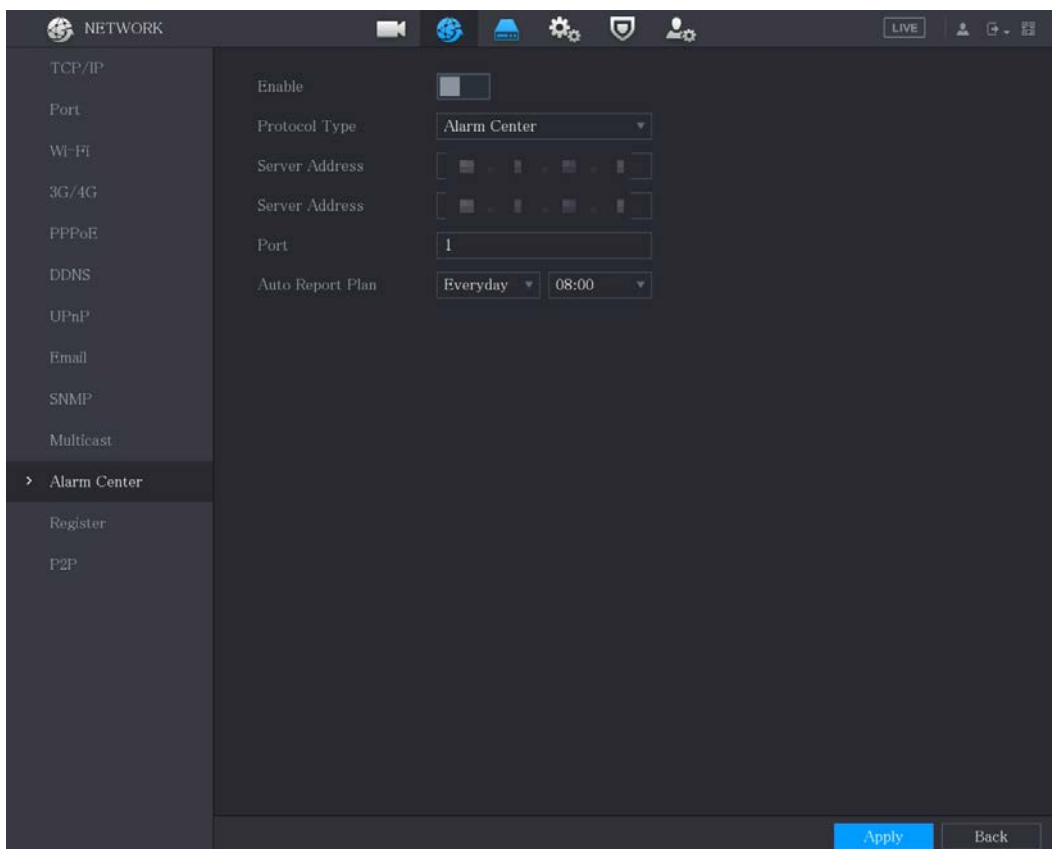 NETWORK
LIVE
TCP/IP
Port
Wi-Fi
3G/4G
PPPoE
DDNS
UPnP
Email
SNMP
Multicast
Alarm Center
Register
P2P
Enable
Protocol Type Alarm Center
Server Address
Server Address
Port 1
Auto Report Plan Everyday 08:00
Apply Back